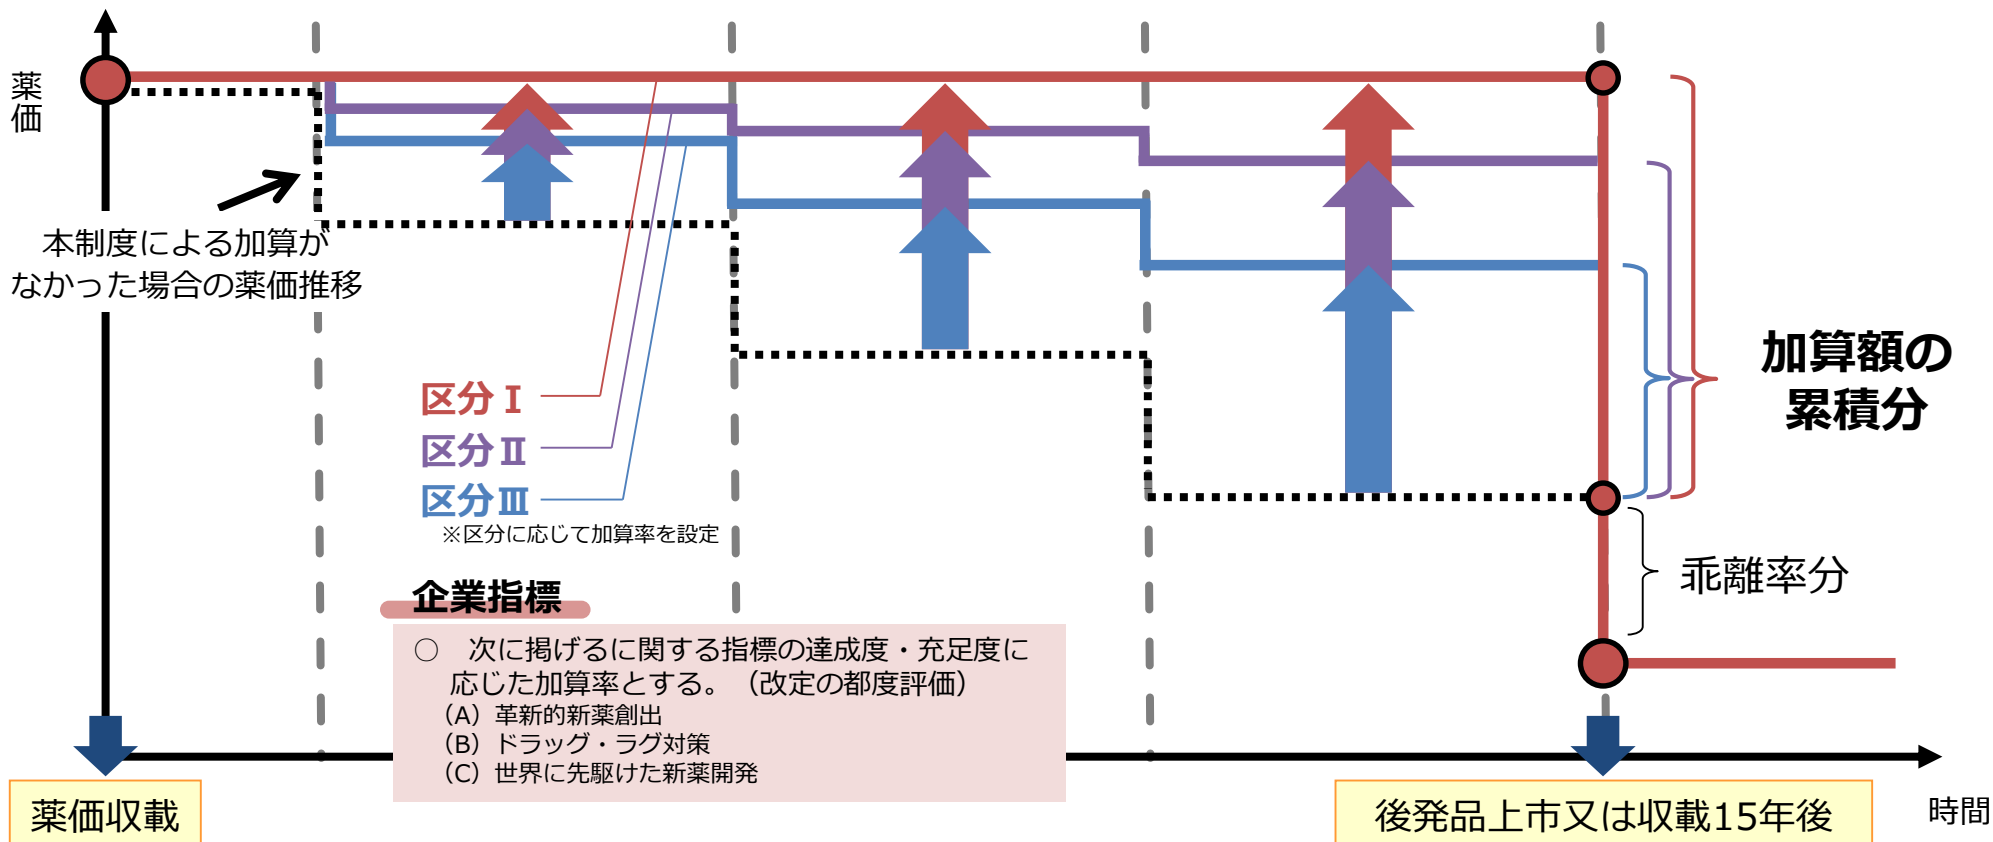 薬価
本制度による加算が
なかった場合の薬価推移
区分Ⅰ
区分Ⅱ
区分Ⅲ
※区分に応じて加算率を設定
加算額の
累積分
乖離率分
企業指標
○　次に掲げるに関する指標の達成度・充足度に
応じた加算率とする。（改定の都度評価）
（A）革新的新薬創出
（B）ドラッグ・ラグ対策
（C）世界に先駆けた新薬開発
薬価収載
後発品上市又は収載15年後
時間